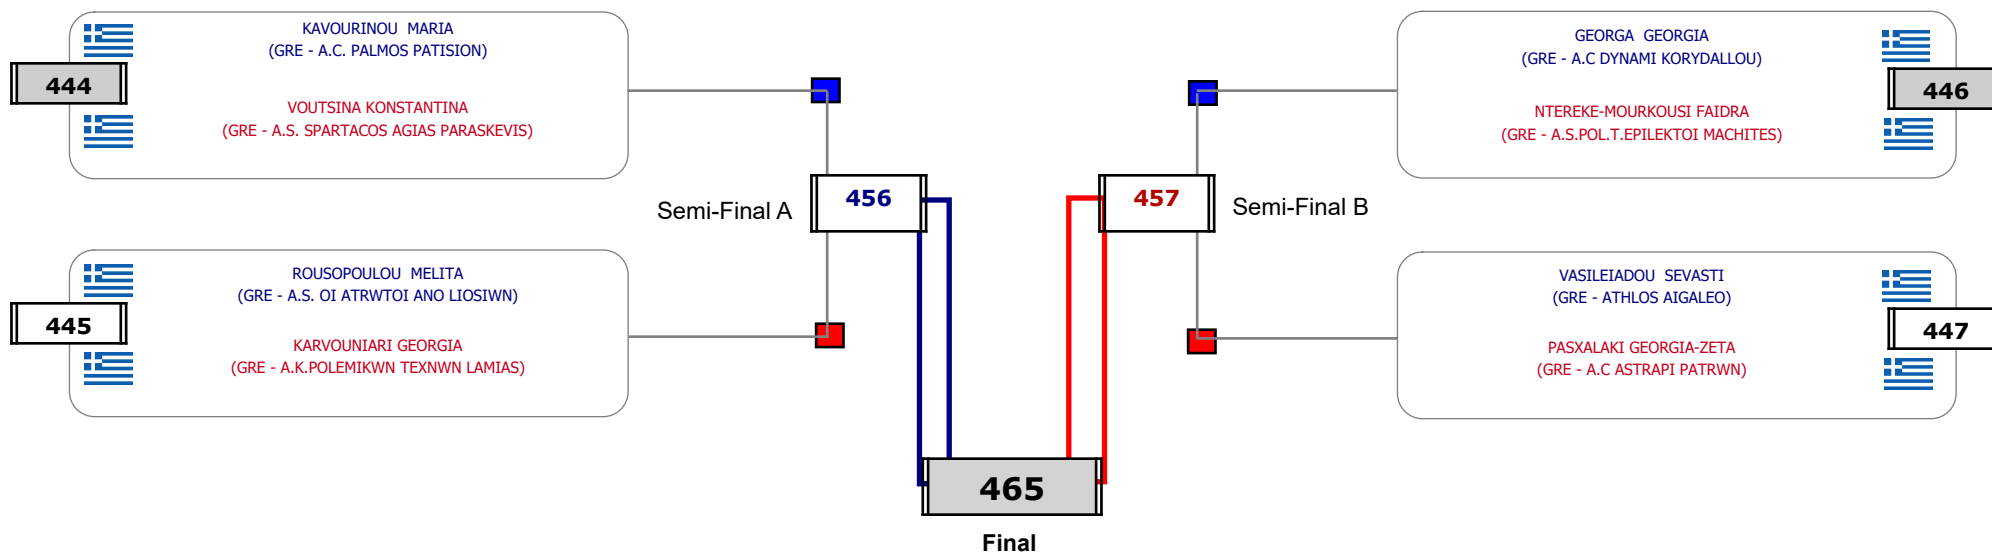 KAVOURINOU MARIA
(GRE - A.C. PALMOS PATISION)
444
VOUTSINA KONSTANTINA
(GRE - A.S. SPARTACOS AGIAS PARASKEVIS)
GEORGA GEORGIA
(GRE - A.C DYNAMI KORYDALLOU)
446
NTEREKE-MOURKOUSI FAIDRA
(GRE - A.S.POL.T.EPILEKTOI MACHITES)
Semi-Final A
456
457
Semi-Final B
ROUSOPOULOU MELITA
(GRE - A.S. OI ATRWTOI ANO LIOSIWN)
445
KARVOUNIARI GEORGIA
(GRE - A.K.POLEMIKWN TEXNWN LAMIAS)
VASILEIADOU SEVASTI
(GRE - ATHLOS AIGALEO)
447
PASXALAKI GEORGIA-ZETA
(GRE - A.C ASTRAPI PATRWN)
465
Final